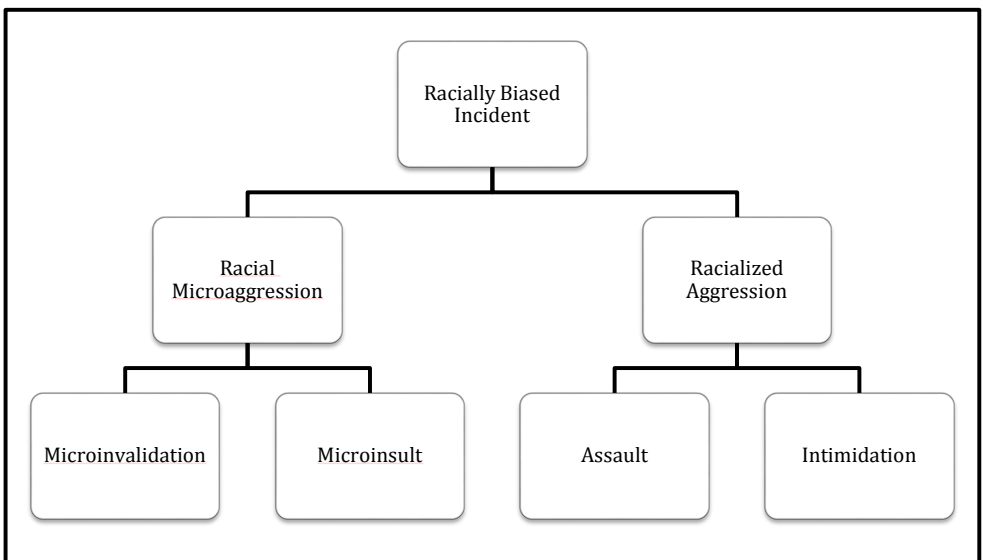 Racially Biased
Incident
Racial
Microaggression
Racialized
Aggression
Microinvalidation
Microinsult
Assault
Intimidation